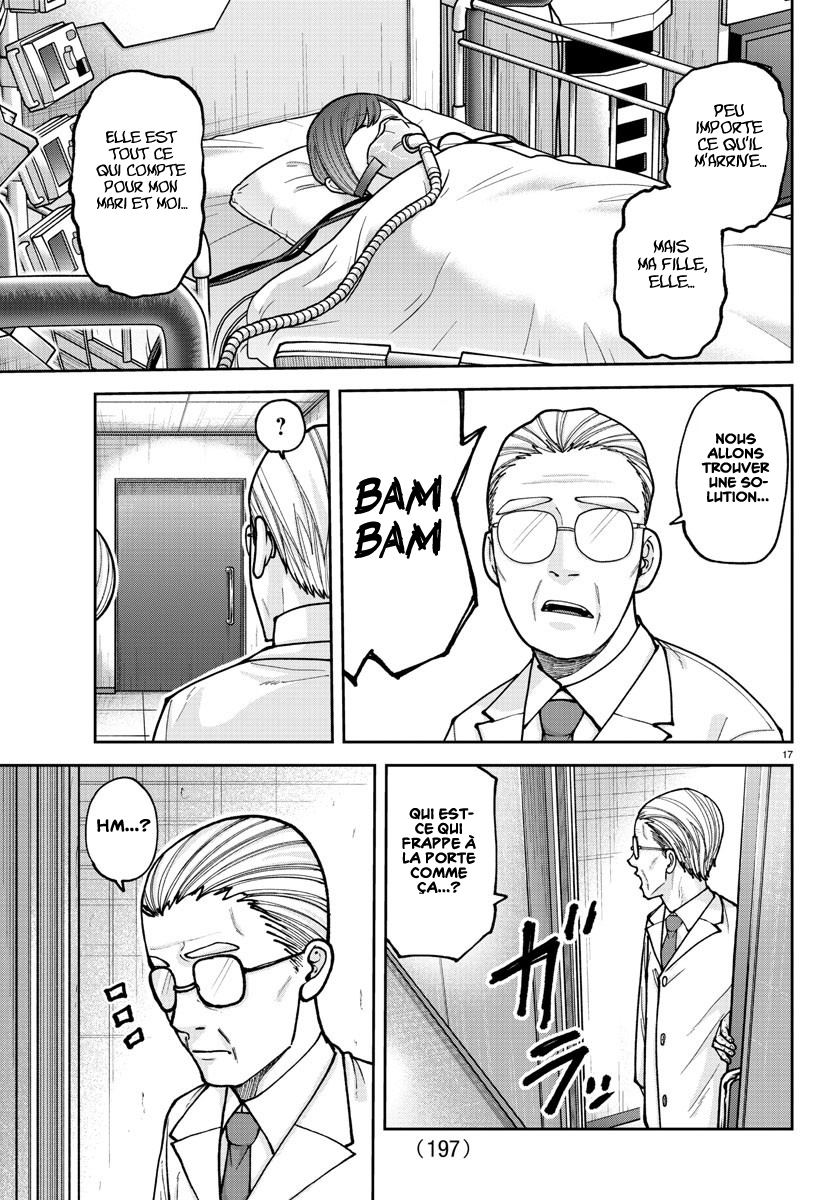 PEU
IMPORTE
CE QU'IL
M'ARRIVE...
MAIS
MA FILLE,
ELLE...
ELLE EST
TOUT CE
QUI COMPTE
POUR MON
MARI ET MOI...
NOUS
ALLONS
TROUVER
UNE SO-
LUTION...
BAM
BAM
?
17
QUI EST-
CE QUI
FRAPPE À
LA PORTE
COMME
ÇA...?
ガラッ
HM...?
(197)